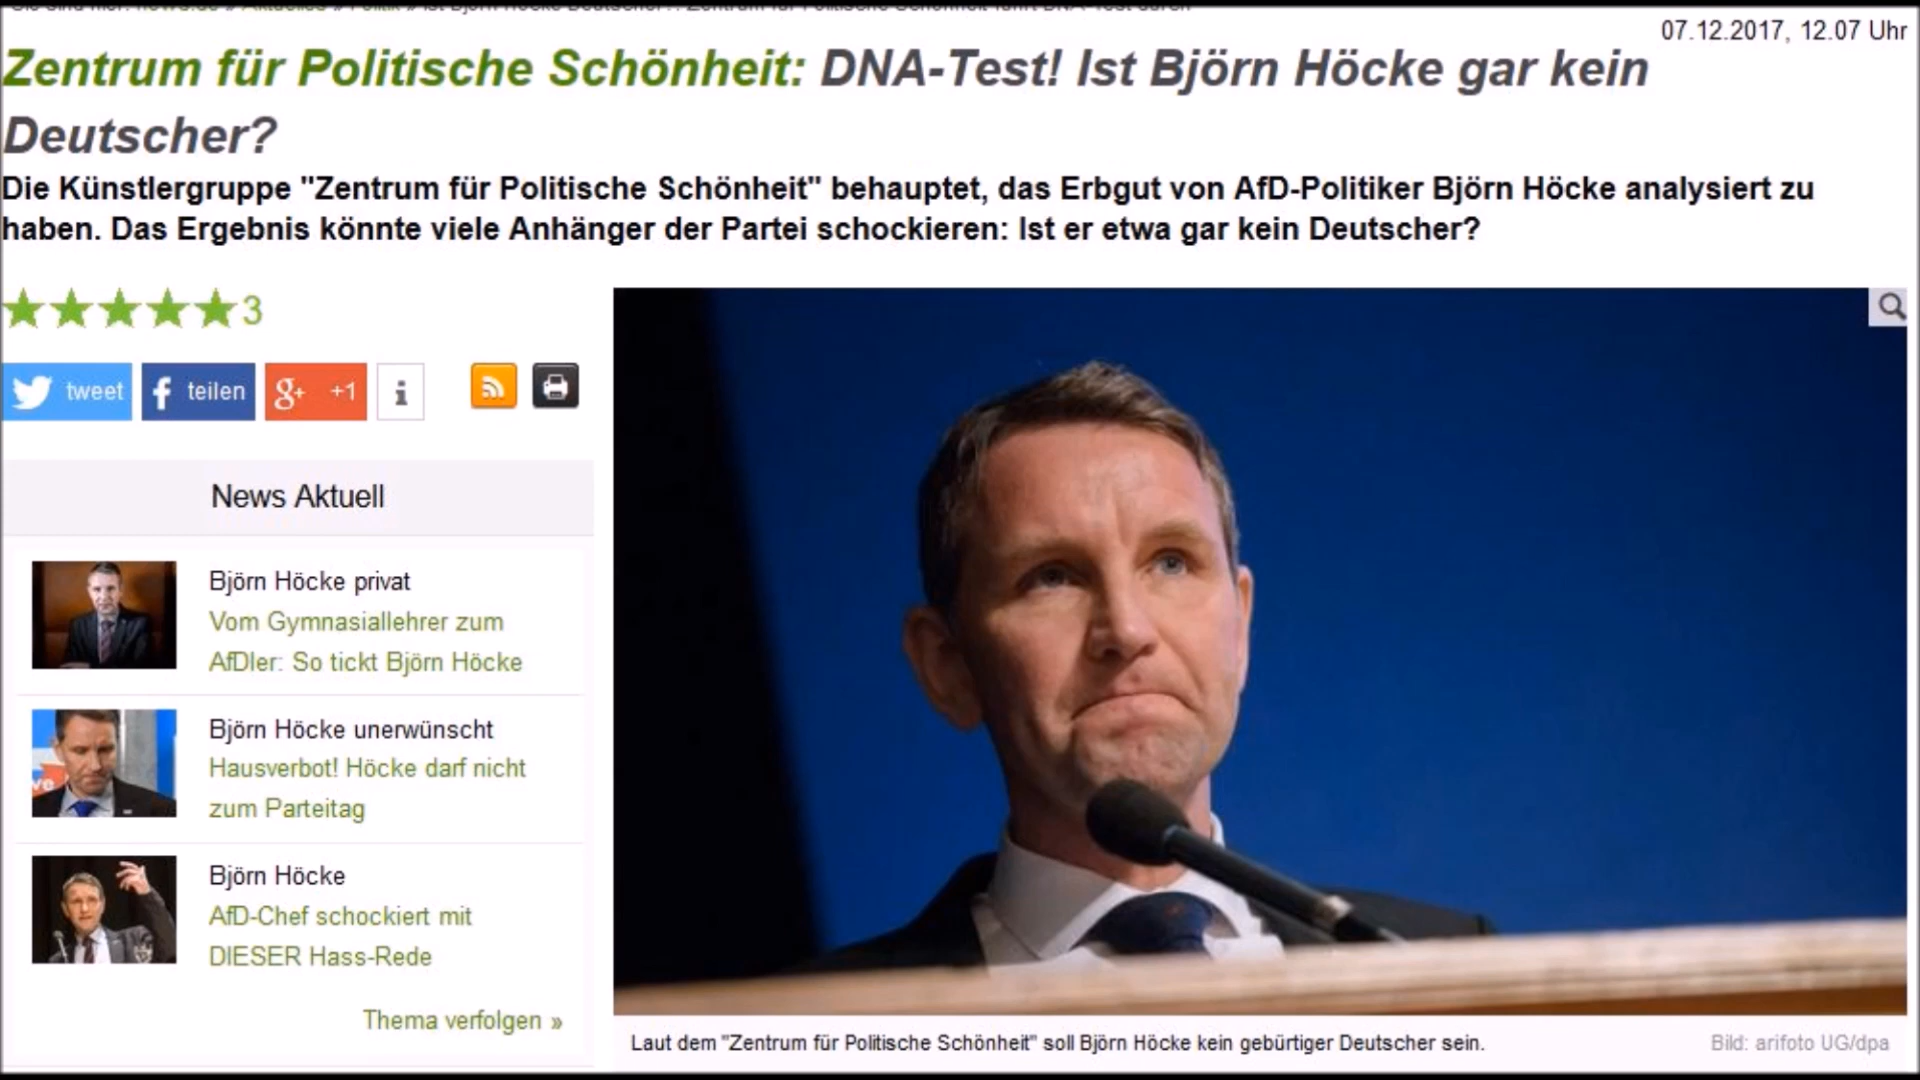 07.12.2017, 12.07 Uhr
Zentrum für Politische Schönheit: DNA-Test! Ist Björn Höcke gar kein
Deutscher?
Die Künstlergruppe "Zentrum für Politische Schönheit" behauptet, das Erbgut von AfD-Politiker Björn Höcke analysiert zu
haben. Das Ergebnis könnte viele Anhänger der Partei schockieren: Ist er etwa gar kein Deutscher?
3
tweet
teilen
g+ +1
i
News Aktuell
Björn Höcke privat
Vom Gymnasiallehrer zum
AfDler: So tickt Björn Höcke
Björn Höcke unerwünscht
Hausverbot! Höcke darf nicht
zum Parteitag
Björn Höcke
AfD-Chef schockiert mit
DIESER Hass-Rede
Thema verfolgen »
Laut dem "Zentrum für Politische Schönheit" soll Björn Höcke kein gebürtiger Deutscher sein.
Bild: arifoto UG/dpa